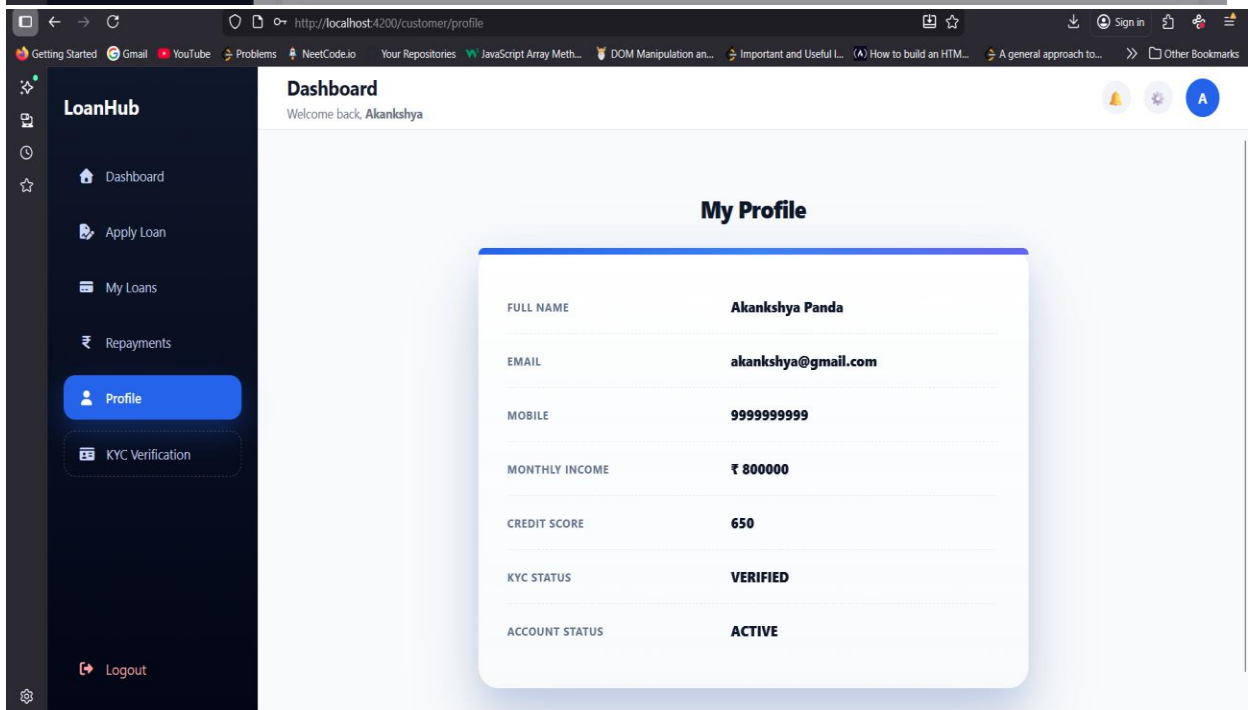 http://localhost:4200/customer/profile
Sign in
Getting Started Gmail YouTube Problems NeetCode.io Your Repositories JavaScript Array Meth... DOM Manipulation an... Important and Useful l... How to build an HTM... A general approach to... Other Bookmarks
LoanHub
Dashboard
Apply Loan
My Loans
₹ Repayments
Profile
KYC Verification
Logout
Dashboard
Welcome back, Akankshya
A
My Profile
FULL NAME Akankshya Panda
EMAIL akankshya@gmail.com
MOBILE 9999999999
MONTHLY INCOME ₹ 800000
CREDIT SCORE 650
KYC STATUS VERIFIED
ACCOUNT STATUS ACTIVE